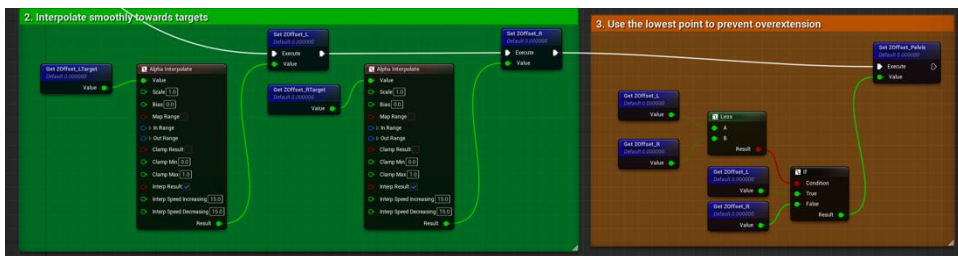 2. Interpolate smoothly towards targets
Get ZOffset_LTarget
Default 0.000000
Value
Alpha Interpolate
Value
Scale 1.0
Bias 0.0
Map Range
In Range
Out Range
Clamp Result
Clamp Min 0.0
Clamp Max 1.0
Interp Result
Interp Speed Increasing 15.0
Interp Speed Decreasing 15.0
Result
Set ZOffset_L
Default 0.000000
Execute
Value
Get ZOffset_RTarget
Default 0.000000
Value
Alpha Interpolate
Value
Scale 1.0
Bias 0.0
Map Range
In Range
Out Range
Clamp Result
Clamp Min 0.0
Clamp Max 1.0
Interp Result
Interp Speed Increasing 15.0
Interp Speed Decreasing 15.0
Result
Set ZOffset_R
Default 0.000000
Execute
Value
3. Use the lowest point to prevent overextension
Get ZOffset_L
Default 0.000000
Value
Get ZOffset_R
Default 0.000000
Value
Less
A
B
Result
Get ZOffset_L
Default 0.000000
Value
Get ZOffset_R
Default 0.000000
Value
If
Condition
True
False
Result
Set ZOffset_Pelvis
Default 0.000000
Execute
Value